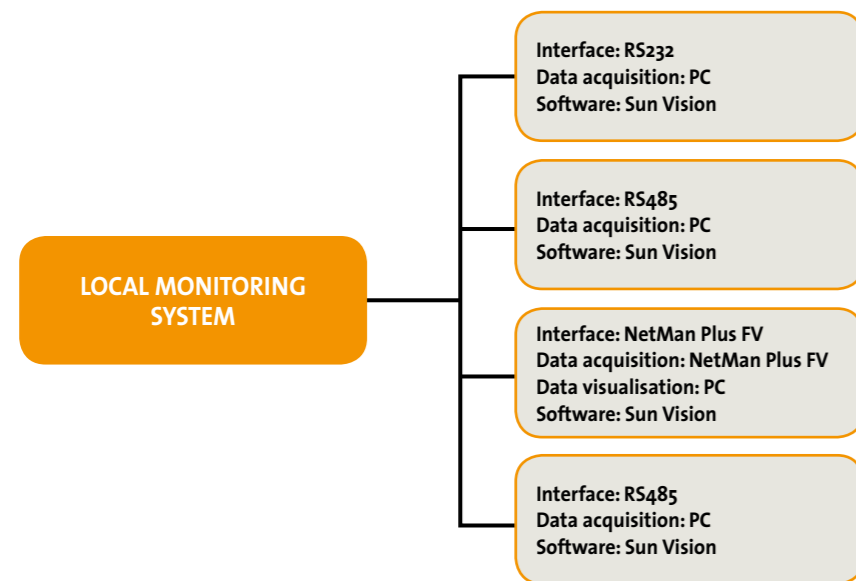 Interface: RS232
Data acquisition: PC
Software: Sun Vision
Interface: RS485
Data acquisition: PC
Software: Sun Vision
LOCAL MONITORING
SYSTEM
Interface: NetMan Plus FV
Data acquisition: NetMan Plus FV
Data visualisation: PC
Software: Sun Vision
Interface: RS485
Data acquisition: PC
Software: Sun Vision